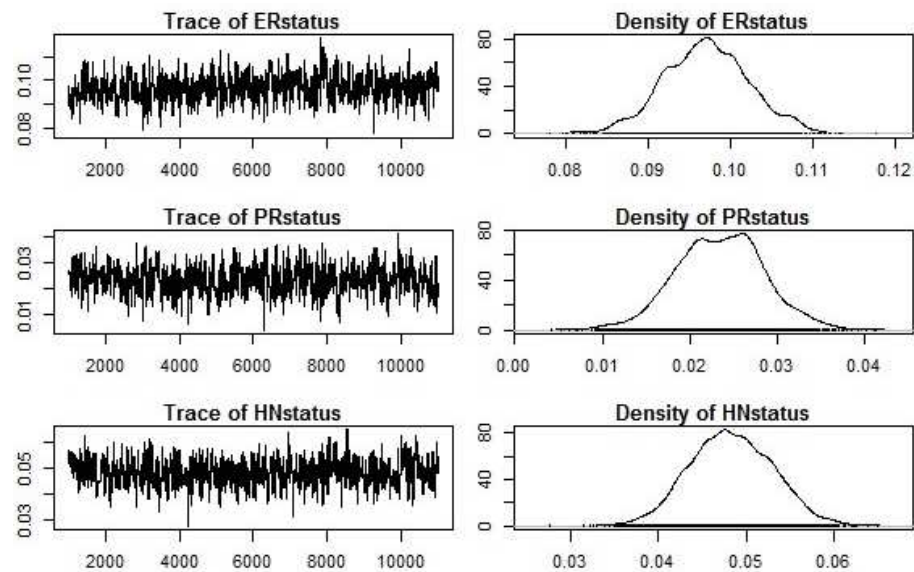 Trace of ERstatus
0.08 0.10
2000 4000 6000 8000 10000
Density of ERstatus
0 40 80
0.08 0.09 0.10 0.11 0.12
Trace of PRstatus
0.01 0.03
2000 4000 6000 8000 10000
Density of PRstatus
0 40 80
0.00 0.01 0.02 0.03 0.04
Trace of HNstatus
0.03 0.05
2000 4000 6000 8000 10000
Density of HNstatus
0 40 80
0.03 0.04 0.05 0.06